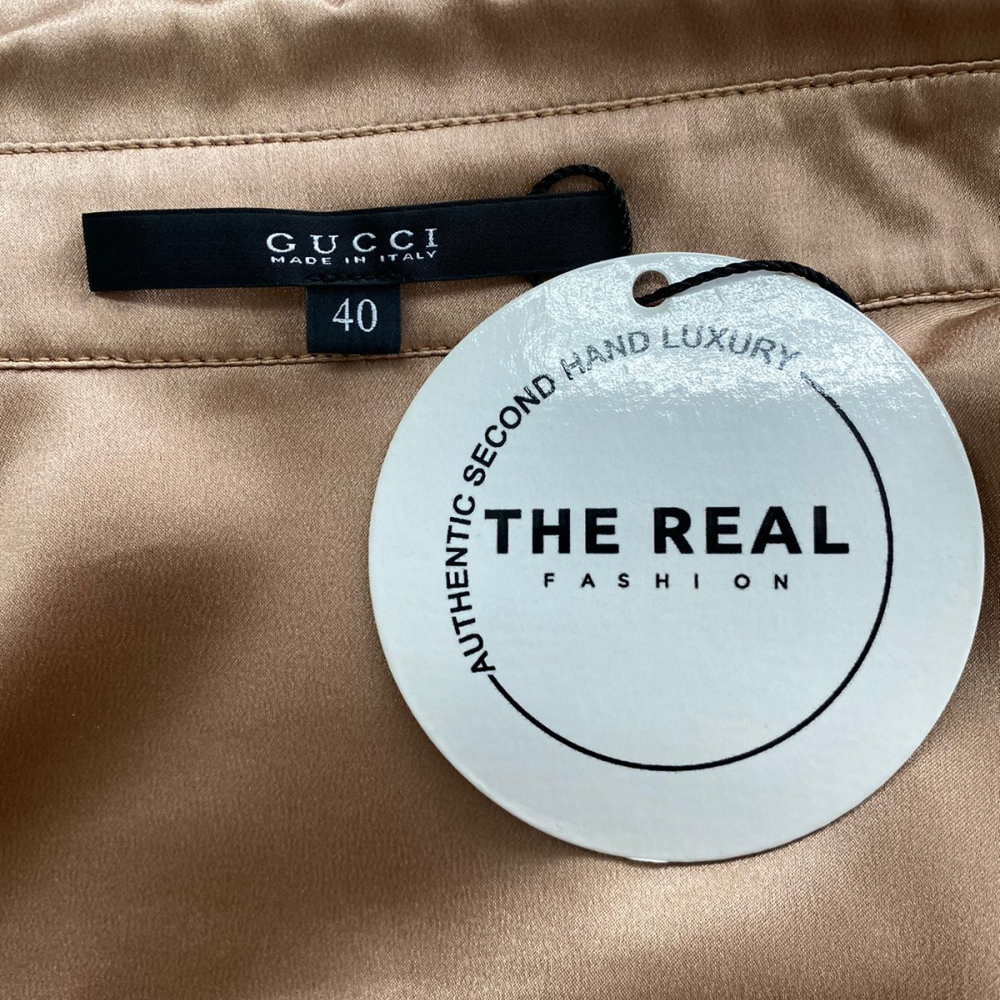 GUCCI
MADE IN ITALY
40
AUTHENTIC SECOND HAND LUXURY
THE REAL
FASHION